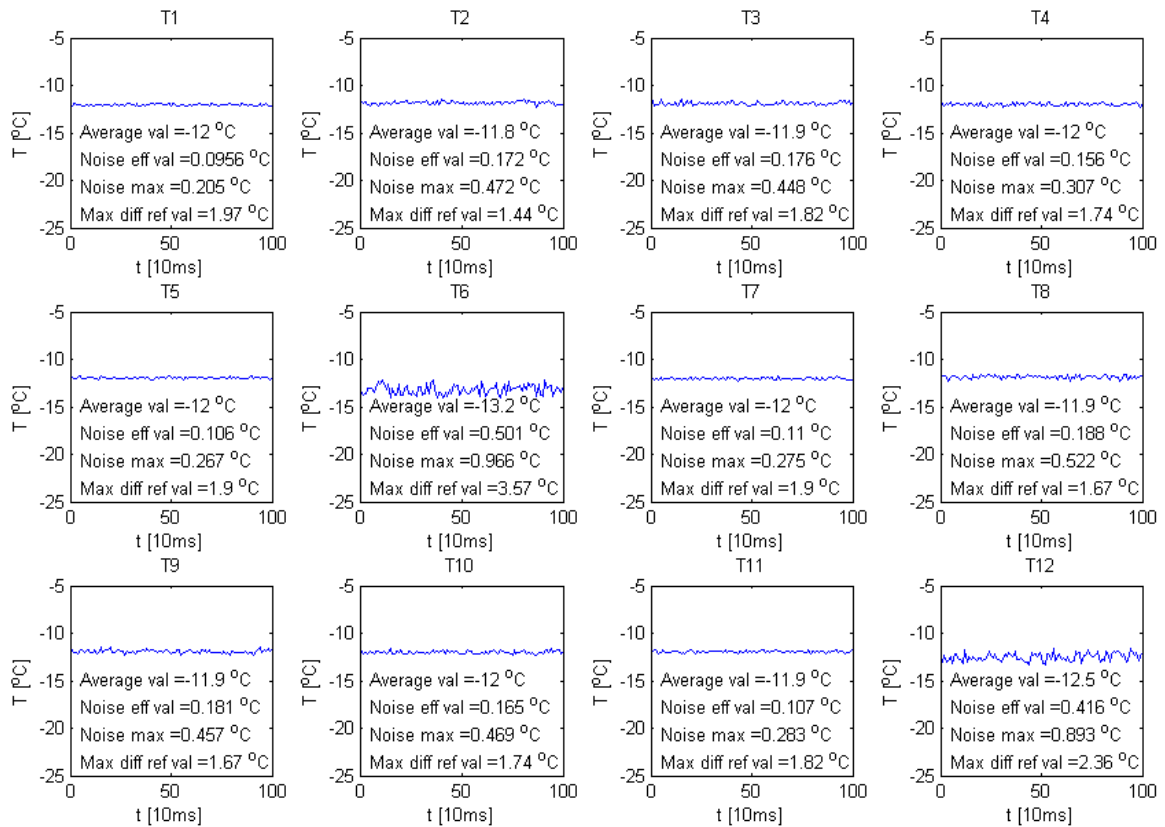 T1
-5
-10
-15
-20
-25
T [ºC]
Average val =-12 ºC
Noise eff val =0.0956 ºC
Noise max =0.205 ºC
Max diff ref val =1.97 ºC
0 50 100
t [10ms]
T2
-5
-10
-15
-20
-25
T [ºC]
Average val =-11.8 ºC
Noise eff val =0.172 ºC
Noise max =0.472 ºC
Max diff ref val =1.44 ºC
0 50 100
t [10ms]
T3
-5
-10
-15
-20
-25
T [ºC]
Average val =-11.9 ºC
Noise eff val =0.176 ºC
Noise max =0.448 ºC
Max diff ref val =1.82 ºC
0 50 100
t [10ms]
T4
-5
-10
-15
-20
-25
T [ºC]
Average val =-12 ºC
Noise eff val =0.156 ºC
Noise max =0.307 ºC
Max diff ref val =1.74 ºC
0 50 100
t [10ms]
T5
-5
-10
-15
-20
-25
T [ºC]
Average val =-12 ºC
Noise eff val =0.106 ºC
Noise max =0.267 ºC
Max diff ref val =1.9 ºC
0 50 100
t [10ms]
T6
-5
-10
-15
-20
-25
T [ºC]
Average val =-13.2 ºC
Noise eff val =0.501 ºC
Noise max =0.966 ºC
Max diff ref val =3.57 ºC
0 50 100
t [10ms]
T7
-5
-10
-15
-20
-25
T [ºC]
Average val =-12 ºC
Noise eff val =0.11 ºC
Noise max =0.275 ºC
Max diff ref val =1.9 ºC
0 50 100
t [10ms]
T8
-5
-10
-15
-20
-25
T [ºC]
Average val =-11.9 ºC
Noise eff val =0.188 ºC
Noise max =0.522 ºC
Max diff ref val =1.67 ºC
0 50 100
t [10ms]
T9
-5
-10
-15
-20
-25
T [ºC]
Average val =-11.9 ºC
Noise eff val =0.181 ºC
Noise max =0.457 ºC
Max diff ref val =1.67 ºC
0 50 100
t [10ms]
T10
-5
-10
-15
-20
-25
T [ºC]
Average val =-12 ºC
Noise eff val =0.165 ºC
Noise max =0.469 ºC
Max diff ref val =1.74 ºC
0 50 100
t [10ms]
T11
-5
-10
-15
-20
-25
T [ºC]
Average val =-11.9 ºC
Noise eff val =0.107 ºC
Noise max =0.283 ºC
Max diff ref val =1.82 ºC
0 50 100
t [10ms]
T12
-5
-10
-15
-20
-25
T [ºC]
Average val =-12.5 ºC
Noise eff val =0.416 ºC
Noise max =0.893 ºC
Max diff ref val =2.36 ºC
0 50 100
t [10ms]